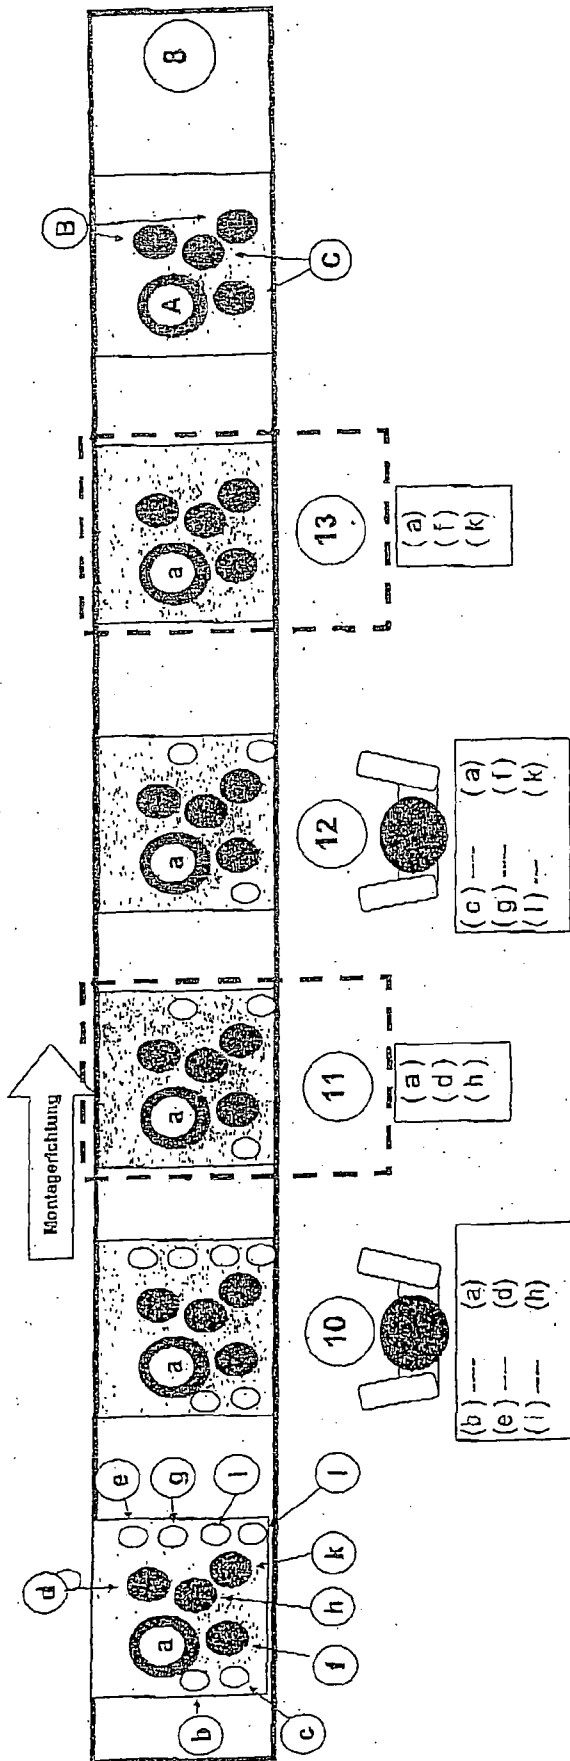 Montagerichtung
d
e
g
i
l
B
8
a
a
a
a
a
A
b
c
f
h
k
C
10
11
12
13
(b) --- (a)
(e) --- (d)
(i) --- (h)
(a)
(d)
(h)
(c) --- (a)
(g) --- (f)
(l) --- (k)
(a)
(f)
(k)